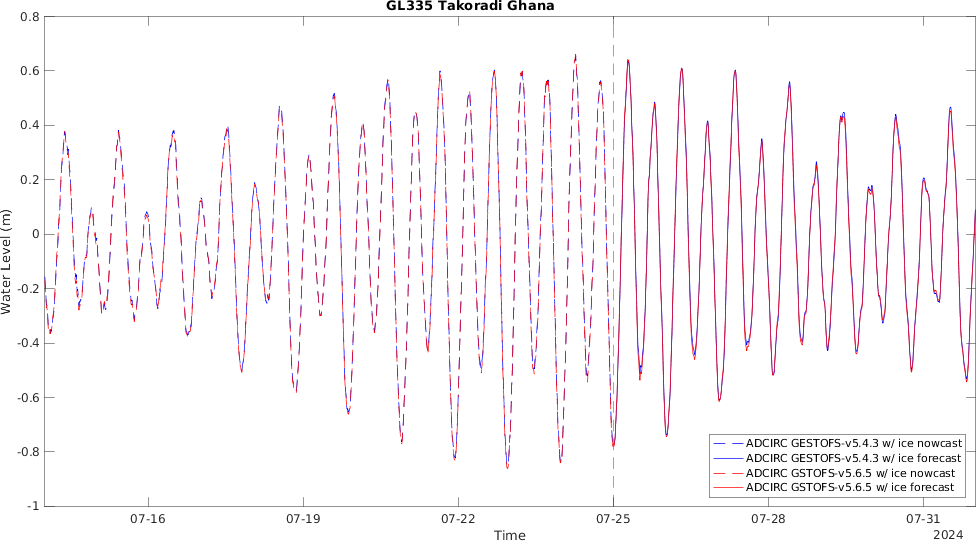 GL335 Takoradi Ghana
0.8
0.6
0.4
0.2
0
-0.2
-0.4
-0.6
-0.8
-1
Water Level (m)
07-16
07-19
07-22
07-25
07-28
07-31
2024
Time
ADCIRC GESTOFS-v5.4.3 w/ ice nowcast
ADCIRC GESTOFS-v5.4.3 w/ ice forecast
ADCIRC GSTOFS-v5.6.5 w/ ice nowcast
ADCIRC GSTOFS-v5.6.5 w/ ice forecast